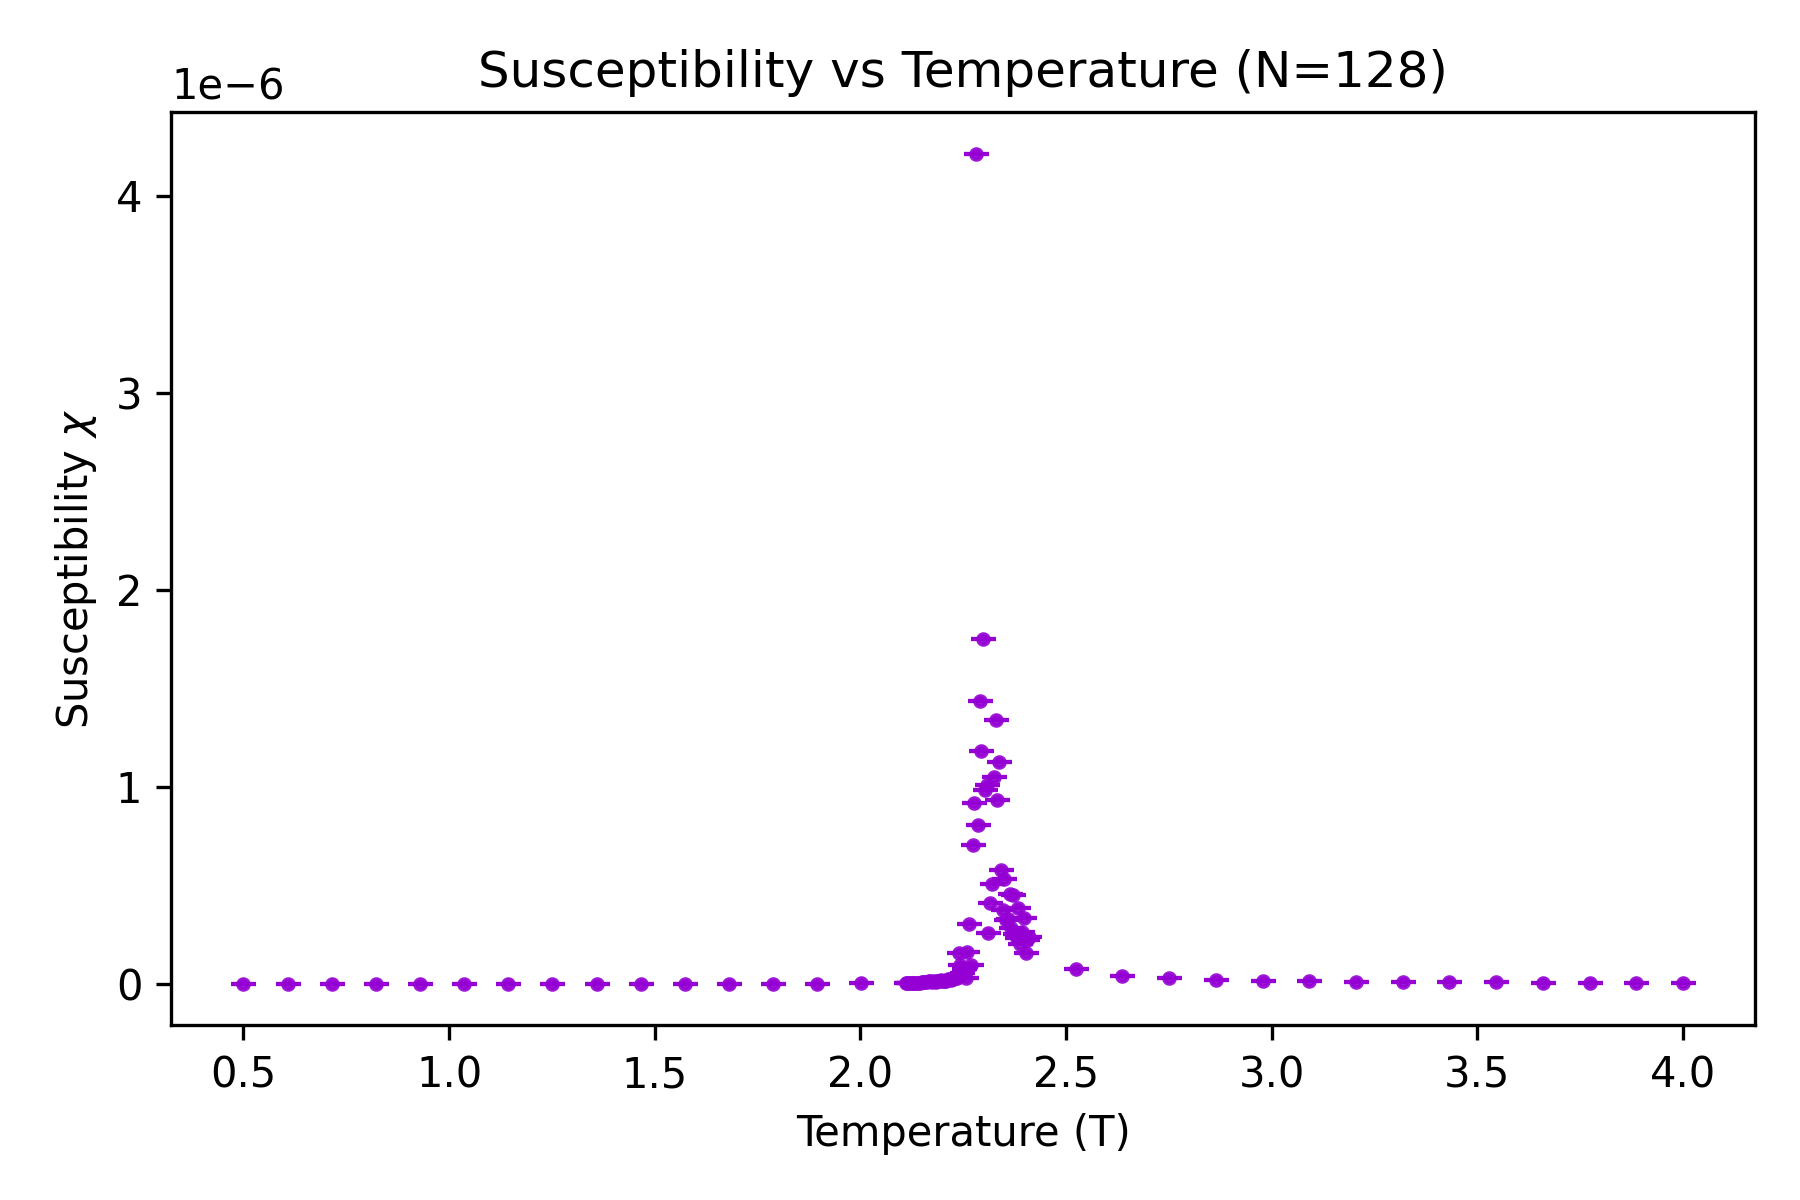 Susceptibility vs Temperature (N=128)
1e−6
4
3
2
1
0
Susceptibility χ
0.5 1.0 1.5 2.0 2.5 3.0 3.5 4.0
Temperature (T)